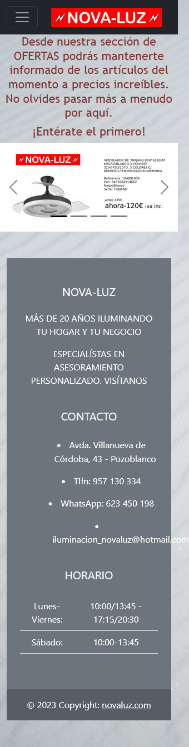 NOVA-LUZ
Desde nuestra sección de
OFERTAS podrás mantenerte
informado de los artículos del
momento a precios increíbles.
No olvides pasar más a menudo
por aquí.
¡Entérate el primero!
NOVA-LUZ
ahora-120€ iva inc.
NOVA-LUZ
MÁS DE 20 AÑOS ILUMINANDO
TU HOGAR Y TU NEGOCIO
ESPECIALÍSTAS EN
ASESORAMIENTO
PERSONALIZADO. VISÍTANOS
CONTACTO
• Avda. Villanueva de
Córdoba, 43 - Pozoblanco
• Tlfn: 957 130 334
• WhatsApp: 623 450 198
•
iluminacion_novaluz@hotmail.com
HORARIO
Lunes- 10:00/13:45 -
Viernes: 17:15/20:30
Sábado: 10:00-13:45
© 2023 Copyright: novaluz.com